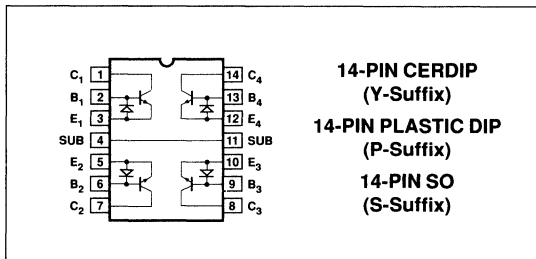 C1 1 14 C4
B1 2 13 B4
E1 3 12 E4
SUB 4 11 SUB
E2 5 10 E3
B2 6 9 B3
C2 7 8 C3
14-PIN CERDIP
(Y-Suffix)
14-PIN PLASTIC DIP
(P-Suffix)
14-PIN SO
(S-Suffix)